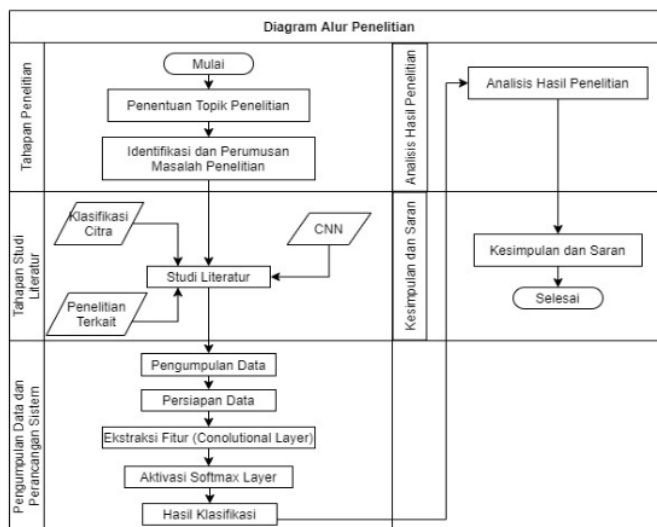 Diagram Alur Penelitian
Tahapan Penelitian
Mulai
Penentuan Topik Penelitian
Identifikasi dan Perumusan
Masalah Penelitian
Tahapan Studi
Literatur
Klasifikasi
Citra
CNN
Studi Literatur
Penelitian
Terkait
Pengumpulan Data dan
Perancangan Sistem
Pengumpulan Data
Persiapan Data
Ekstraksi Fitur (Conolutional Layer)
Aktivasi Softmax Layer
Hasil Klasifikasi
Analisis Hasil Penelitian
Analisis Hasil Penelitian
Kesimpulan dan Saran
Kesimpulan dan Saran
Selesai